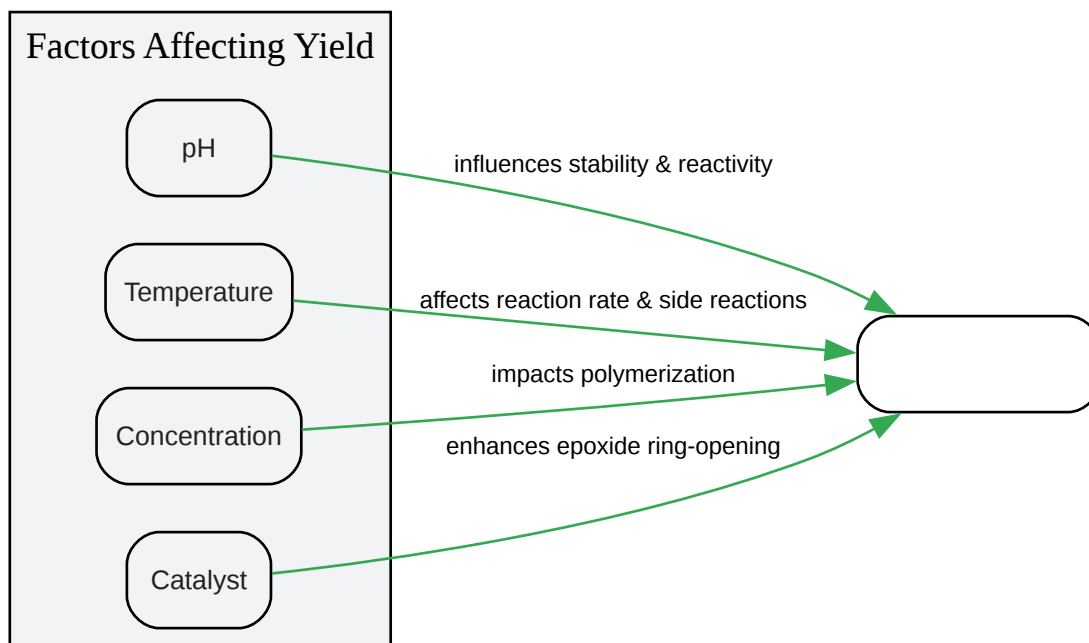 Factors Affecting Yield
pH
influences stability & reactivity
Temperature
affects reaction rate & side reactions
impacts polymerization
Concentration
enhances epoxide ring-opening
Catalyst